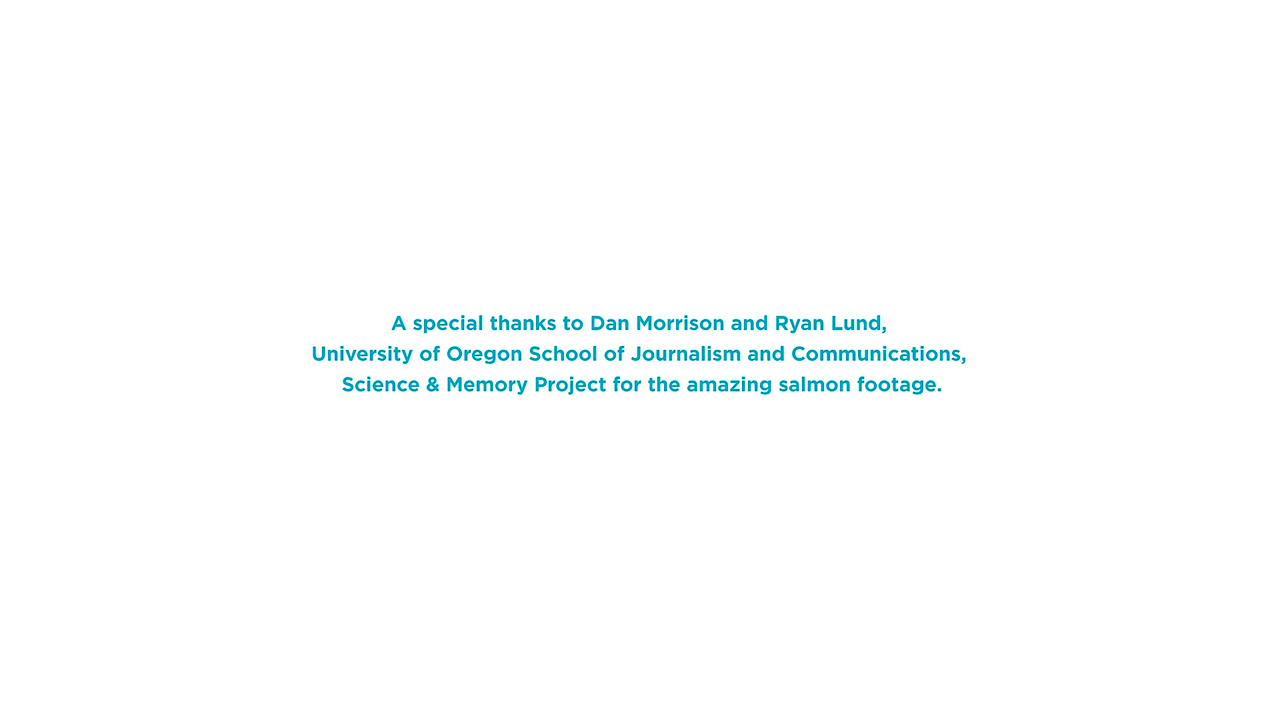 A special thanks to Dan Morrison and Ryan Lund,
University of Oregon School of Journalism and Communications,
Science & Memory Project for the amazing salmon footage.